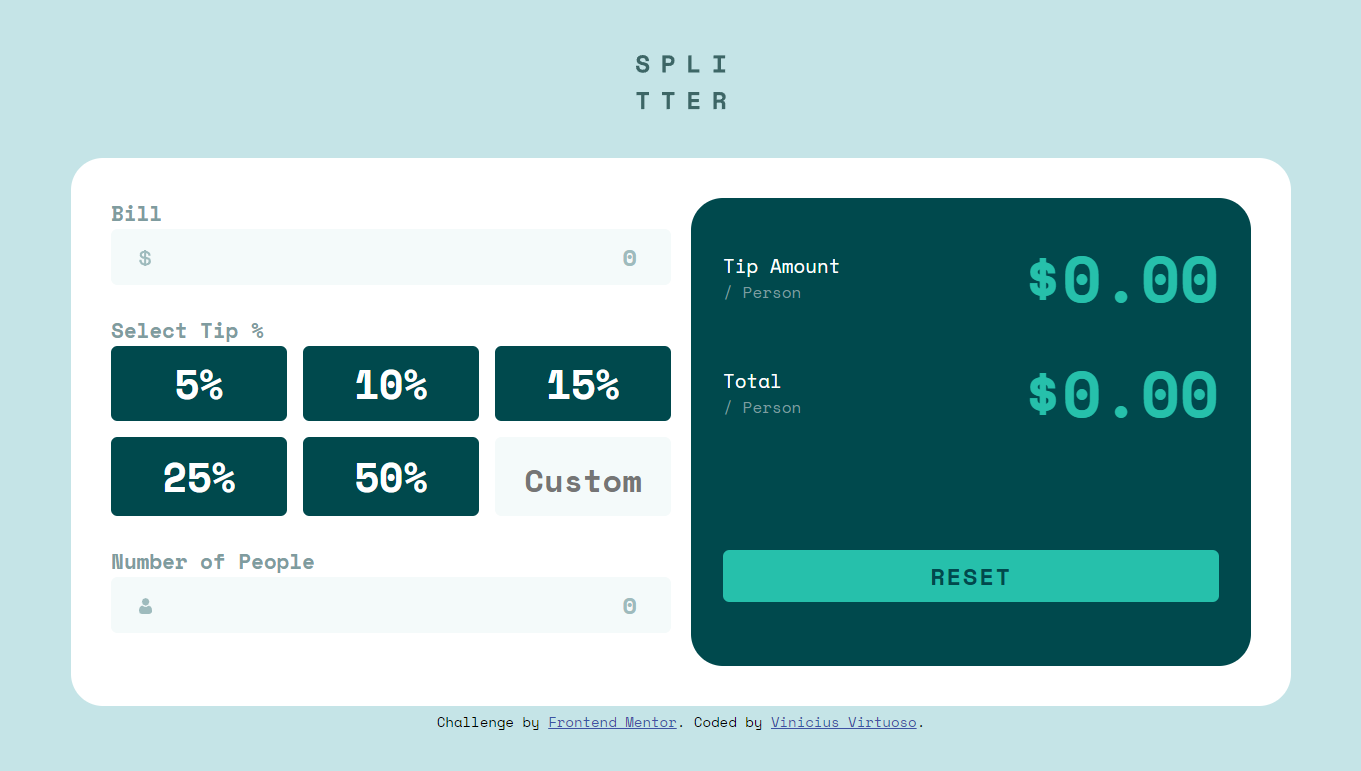 SPLI
TTER
Bill
$ 0
Select Tip %
5% 10% 15%
25% 50% Custom
Number of People
0
Tip Amount
/ Person
$0.00
Total
/ Person
$0.00
RESET
Challenge by Frontend Mentor. Coded by Vinicius Virtuoso.